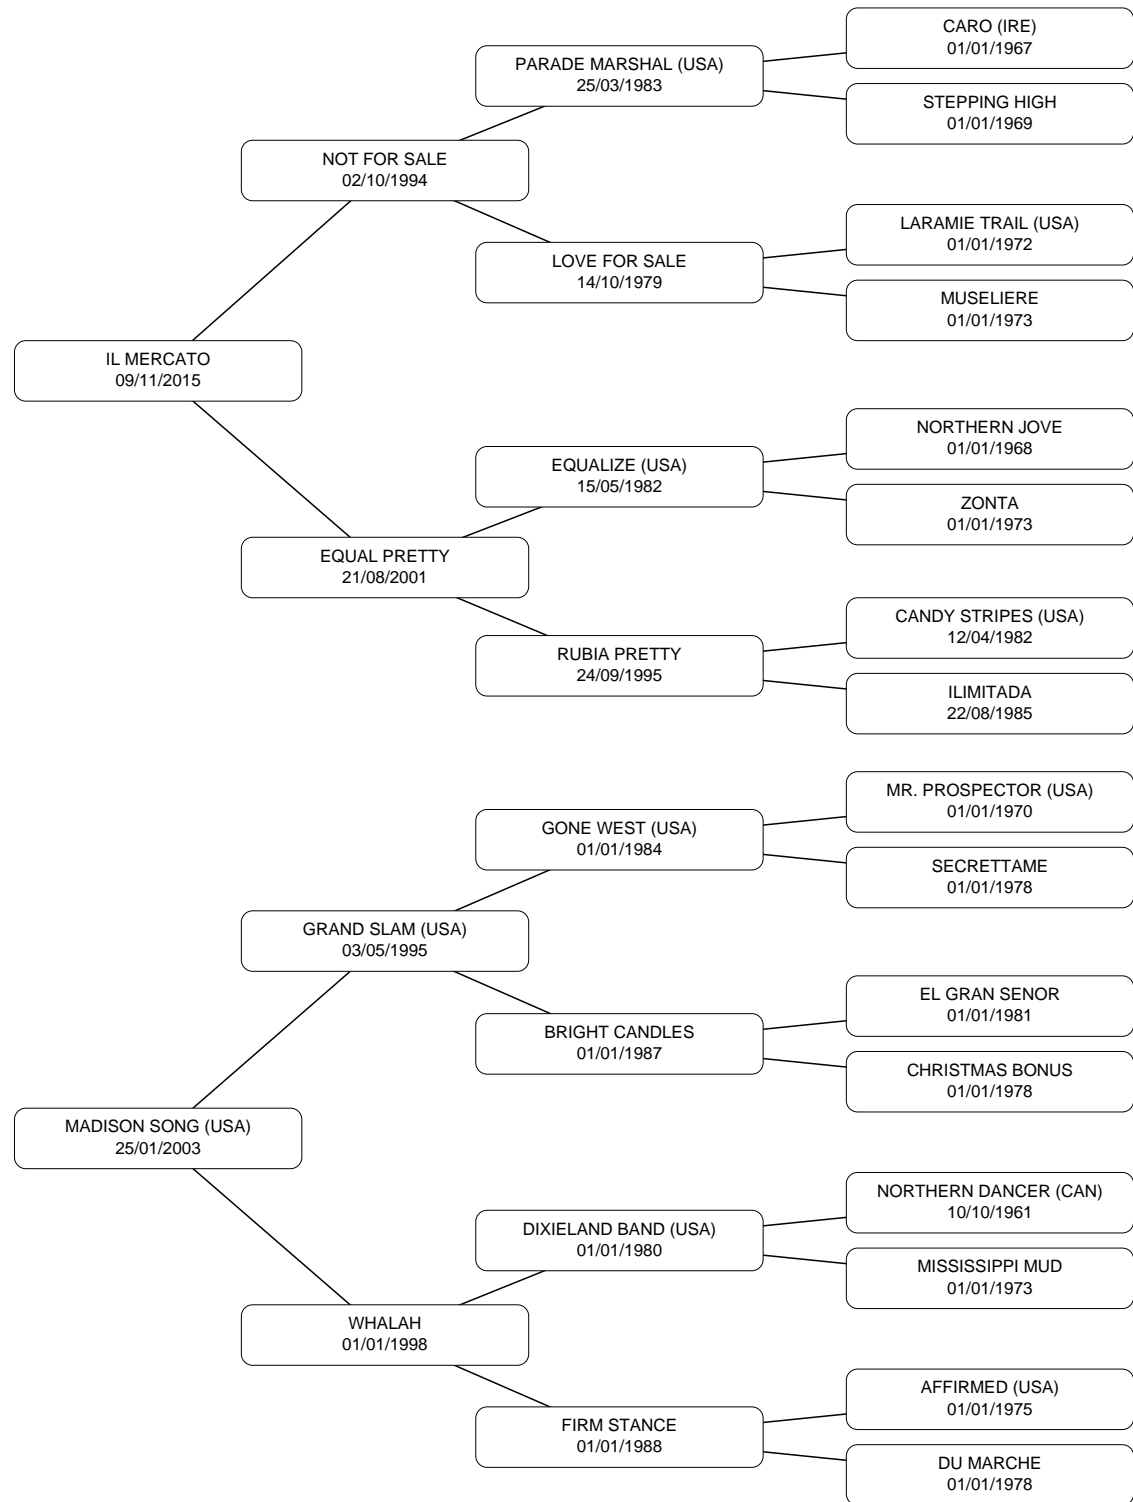 CARO (IRE)
01/01/1967
PARADE MARSHAL (USA)
25/03/1983
STEPPING HIGH
01/01/1969
NOT FOR SALE
02/10/1994
LARAMIE TRAIL (USA)
01/01/1972
LOVE FOR SALE
14/10/1979
MUSELIERE
01/01/1973
IL MERCATO
09/11/2015
NORTHERN JOVE
01/01/1968
EQUALIZE (USA)
15/05/1982
ZONTA
01/01/1973
EQUAL PRETTY
21/08/2001
CANDY STRIPES (USA)
12/04/1982
RUBIA PRETTY
24/09/1995
ILIMITADA
22/08/1985
MR. PROSPECTOR (USA)
01/01/1970
GONE WEST (USA)
01/01/1984
SECRETTAME
01/01/1978
GRAND SLAM (USA)
03/05/1995
EL GRAN SENOR
01/01/1981
BRIGHT CANDLES
01/01/1987
CHRISTMAS BONUS
01/01/1978
MADISON SONG (USA)
25/01/2003
NORTHERN DANCER (CAN)
10/10/1961
DIXIELAND BAND (USA)
01/01/1980
MISSISSIPPI MUD
01/01/1973
WHALAH
01/01/1998
AFFIRMED (USA)
01/01/1975
FIRM STANCE
01/01/1988
DU MARCHE
01/01/1978